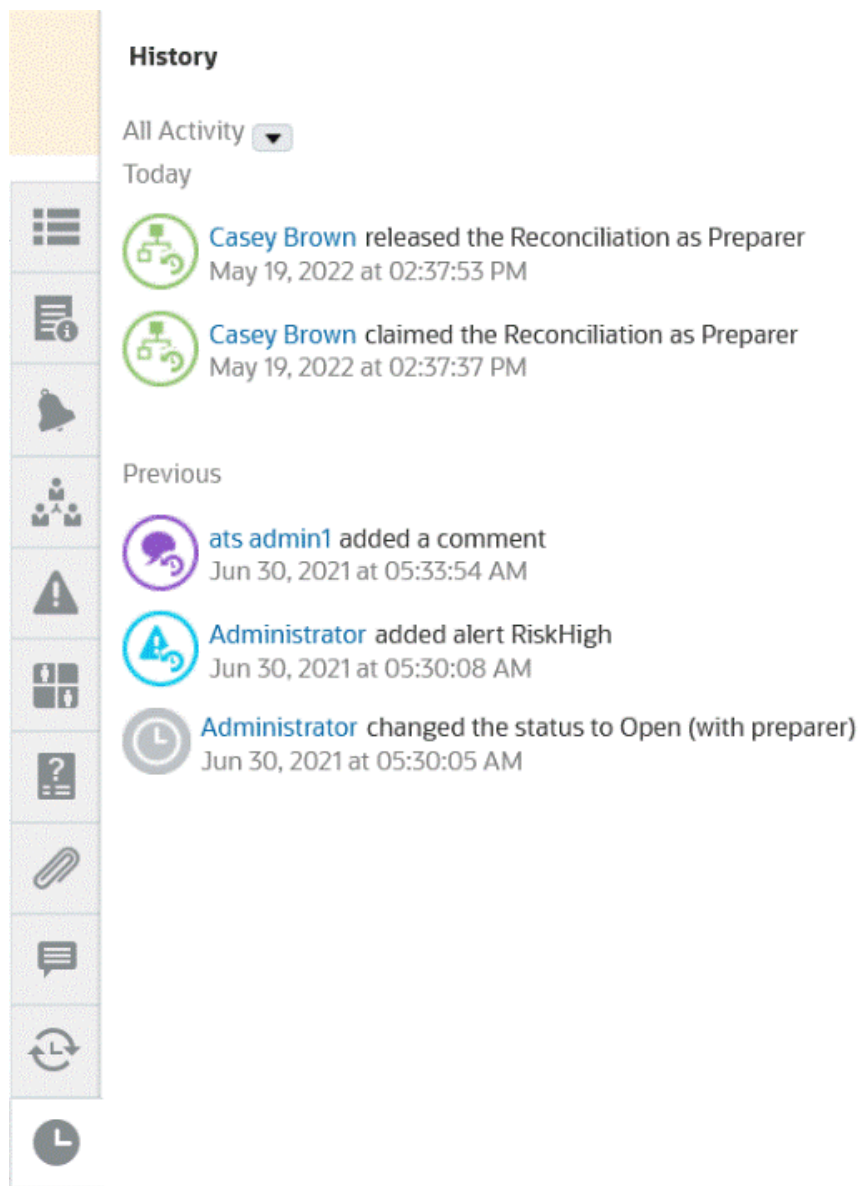 History
All Activity
Today
Casey Brown released the Reconciliation as Preparer
May 19, 2022 at 02:37:53 PM
Casey Brown claimed the Reconciliation as Preparer
May 19, 2022 at 02:37:37 PM
Previous
ats admin1 added a comment
Jun 30, 2021 at 05:33:54 AM
Administrator added alert RiskHigh
Jun 30, 2021 at 05:30:08 AM
Administrator changed the status to Open (with preparer)
Jun 30, 2021 at 05:30:05 AM